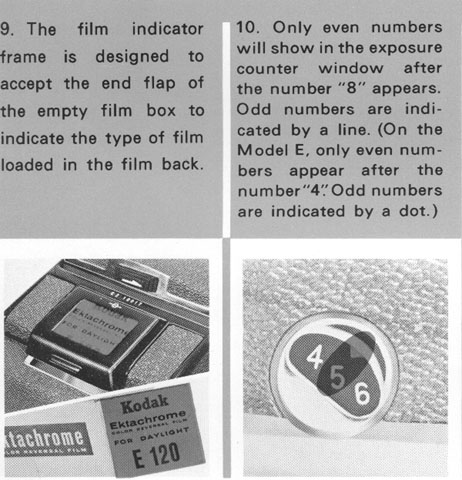 9. The film indicator
frame is designed to
accept the end flap of
the empty film box to
indicate the type of film
loaded in the film back.
10. Only even numbers
will show in the exposure
counter window after
the number "8" appears.
Odd numbers are indi-
cated by a line. (On the
Model E, only even num-
bers appear after the
number "4." Odd numbers
are indicated by a dot.)
Ektachrome
FOR DAYLIGHT
ktachrome
COLOR REVERSAL FILM
Kodak
Ektachrome
COLOR REVERSAL FILM
FOR DAYLIGHT
E 120
4
5
6